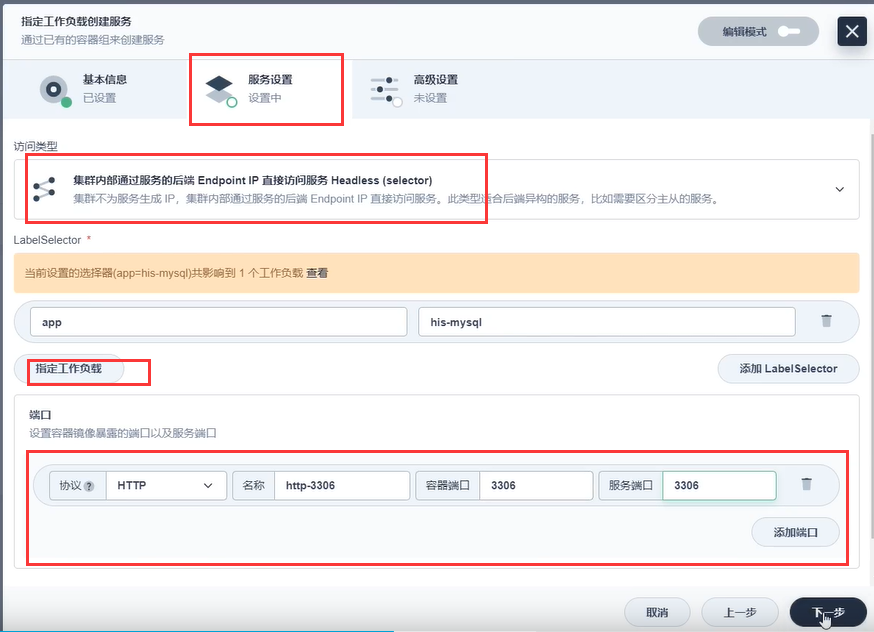 指定工作负载创建服务
通过已有的容器组来创建服务
编辑模式
基本信息
已设置
服务设置
设置中
高级设置
未设置
访问类型
集群内部通过服务的后端 Endpoint IP 直接访问服务 Headless (selector)
集群不为服务生成 IP，集群内部通过服务的后端 Endpoint IP 直接访问服务。此类型适合后端异构的服务，比如需要区分主从的服务。
LabelSelector *
当前设置的选择器(app=his-mysql)共影响到 1 个工作负载 查看
app his-mysql
指定工作负载 添加 LabelSelector
端口
设置容器镜像暴露的端口以及服务端口
协议 ? HTTP 名称 http-3306 容器端口 3306 服务端口 3306
添加端口
取消 上一步 下一步